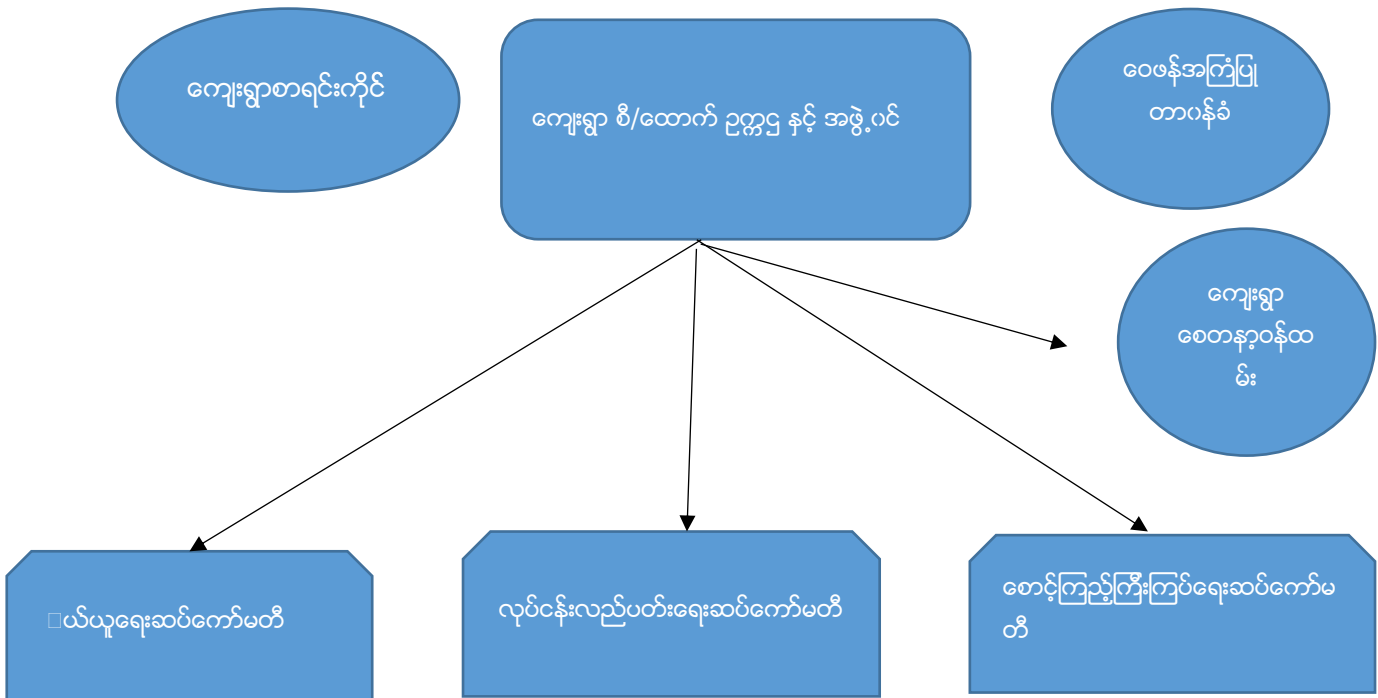 ကျေးရွာစာရင်းကိုင်
ကျေးရွာ စီ/ထောက် ဥက္ကဌ နှင့် အဖွဲ့ဝင်
ဝေဖန်အကြံပြု
တာဝန်ခံ
ကျေးရွာ
စေတနာ့ဝန်ထ
မ်း
ယ်ယူရေးဆပ်ကော်မတီ
လုပ်ငန်းလည်ပတ်းရေးဆပ်ကော်မတီ
စောင့်ကြည့်ကြီးကြပ်ရေးဆပ်ကော်မ
တီ